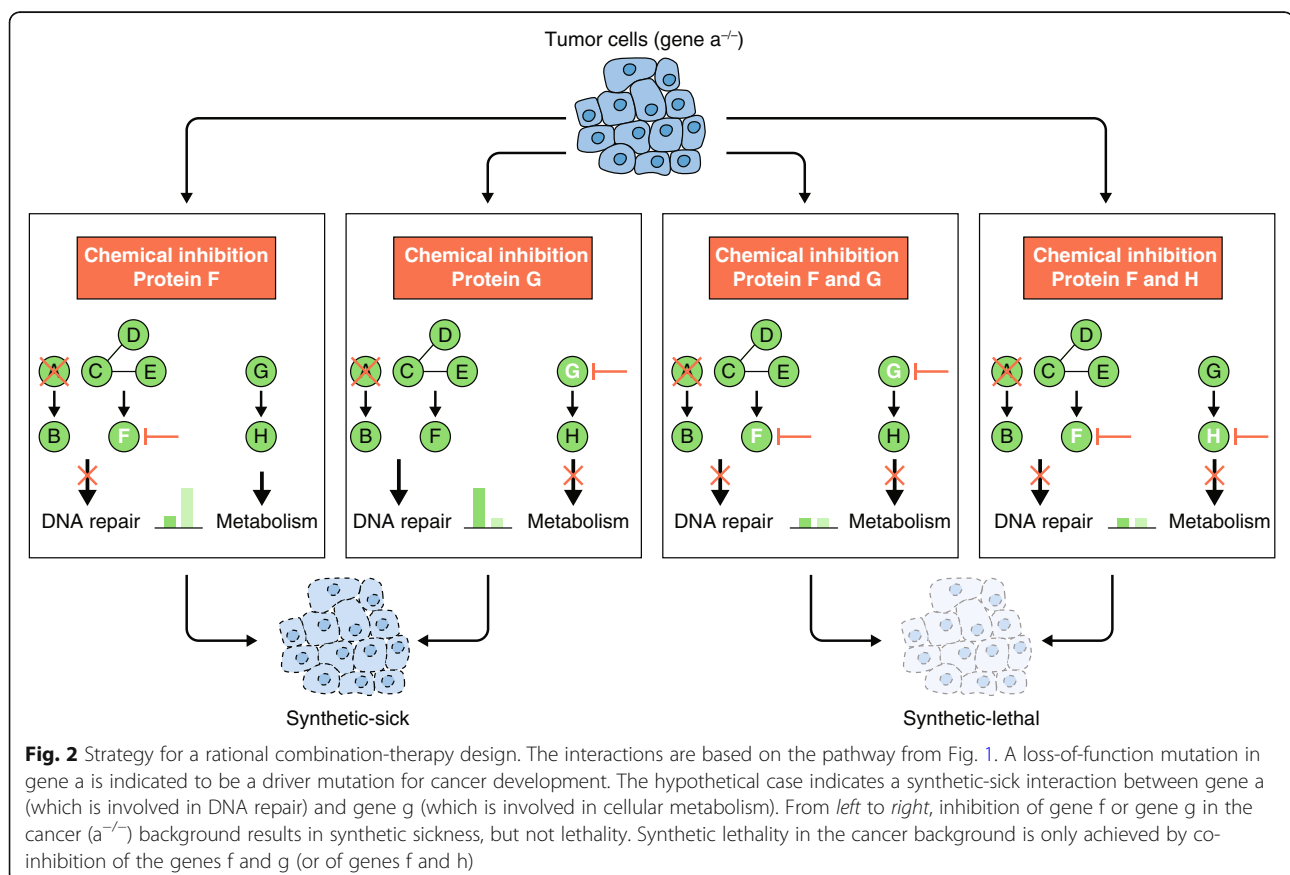 Tumor cells (gene a⁻/⁻)
Chemical inhibition
Protein F
D
A
C
E
G
B
F
H
DNA repair
Metabolism
Chemical inhibition
Protein G
D
A
C
E
G
B
F
H
DNA repair
Metabolism
Chemical inhibition
Protein F and G
D
A
C
E
G
B
F
H
DNA repair
Metabolism
Chemical inhibition
Protein F and H
D
A
C
E
G
B
F
H
DNA repair
Metabolism
Synthetic-sick
Synthetic-lethal
Fig. 2 Strategy for a rational combination-therapy design. The interactions are based on the pathway from Fig. 1. A loss-of-function mutation in
gene a is indicated to be a driver mutation for cancer development. The hypothetical case indicates a synthetic-sick interaction between gene a
(which is involved in DNA repair) and gene g (which is involved in cellular metabolism). From left to right, inhibition of gene f or gene g in the
cancer (a⁻/⁻) background results in synthetic sickness, but not lethality. Synthetic lethality in the cancer background is only achieved by co-
inhibition of the genes f and g (or of genes f and h)